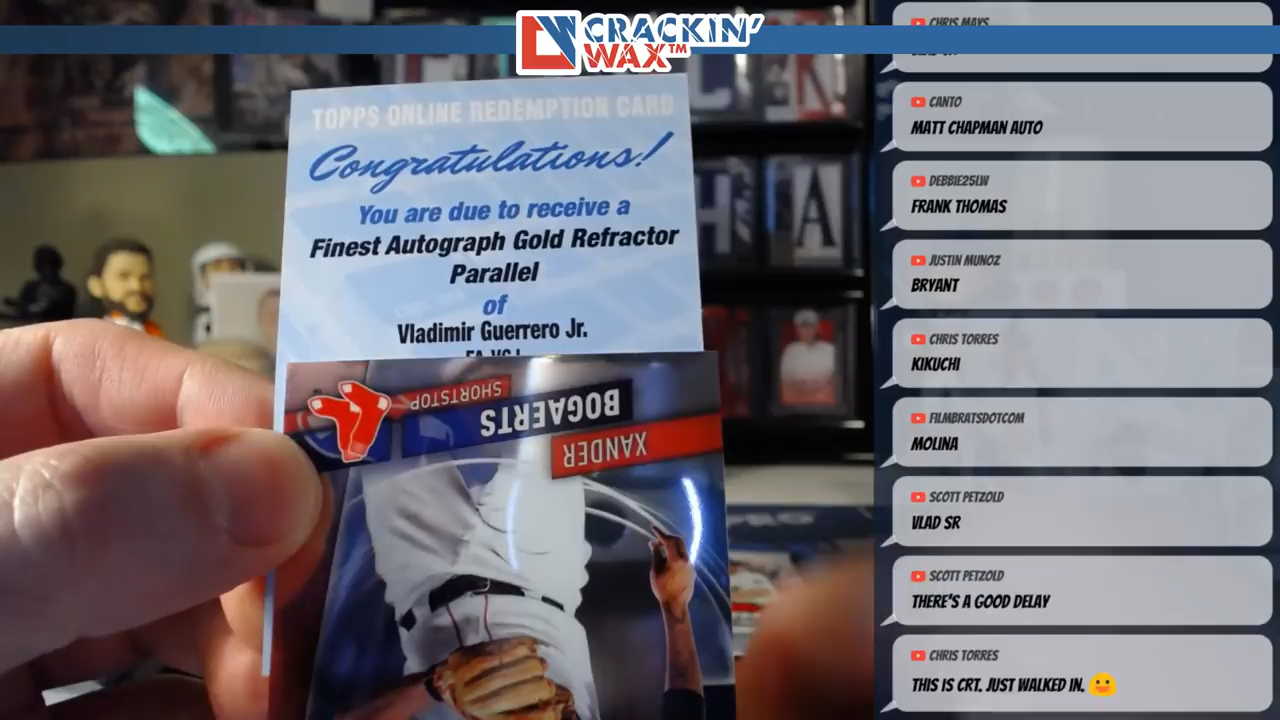 CRACKIN'
WAX™
TOPPS ONLINE REDEMPTION CARD
Congratulations!
You are due to receive a
Finest Autograph Gold Refractor
Parallel
of
Vladimir Guerrero Jr.
SHORTSTOP
BOGAERTS
XANDER
CHRIS MAYS
CANTO
MATT CHAPMAN AUTO
DEBBIE25LW
FRANK THOMAS
JUSTIN MUNOZ
BRYANT
CHRIS TORRES
KIKUCHI
FILMBRATSDOTCOM
MOLINA
SCOTT PETZOLD
VLAD SR
SCOTT PETZOLD
THERE'S A GOOD DELAY
CHRIS TORRES
THIS IS CRT. JUST WALKED IN. 😀